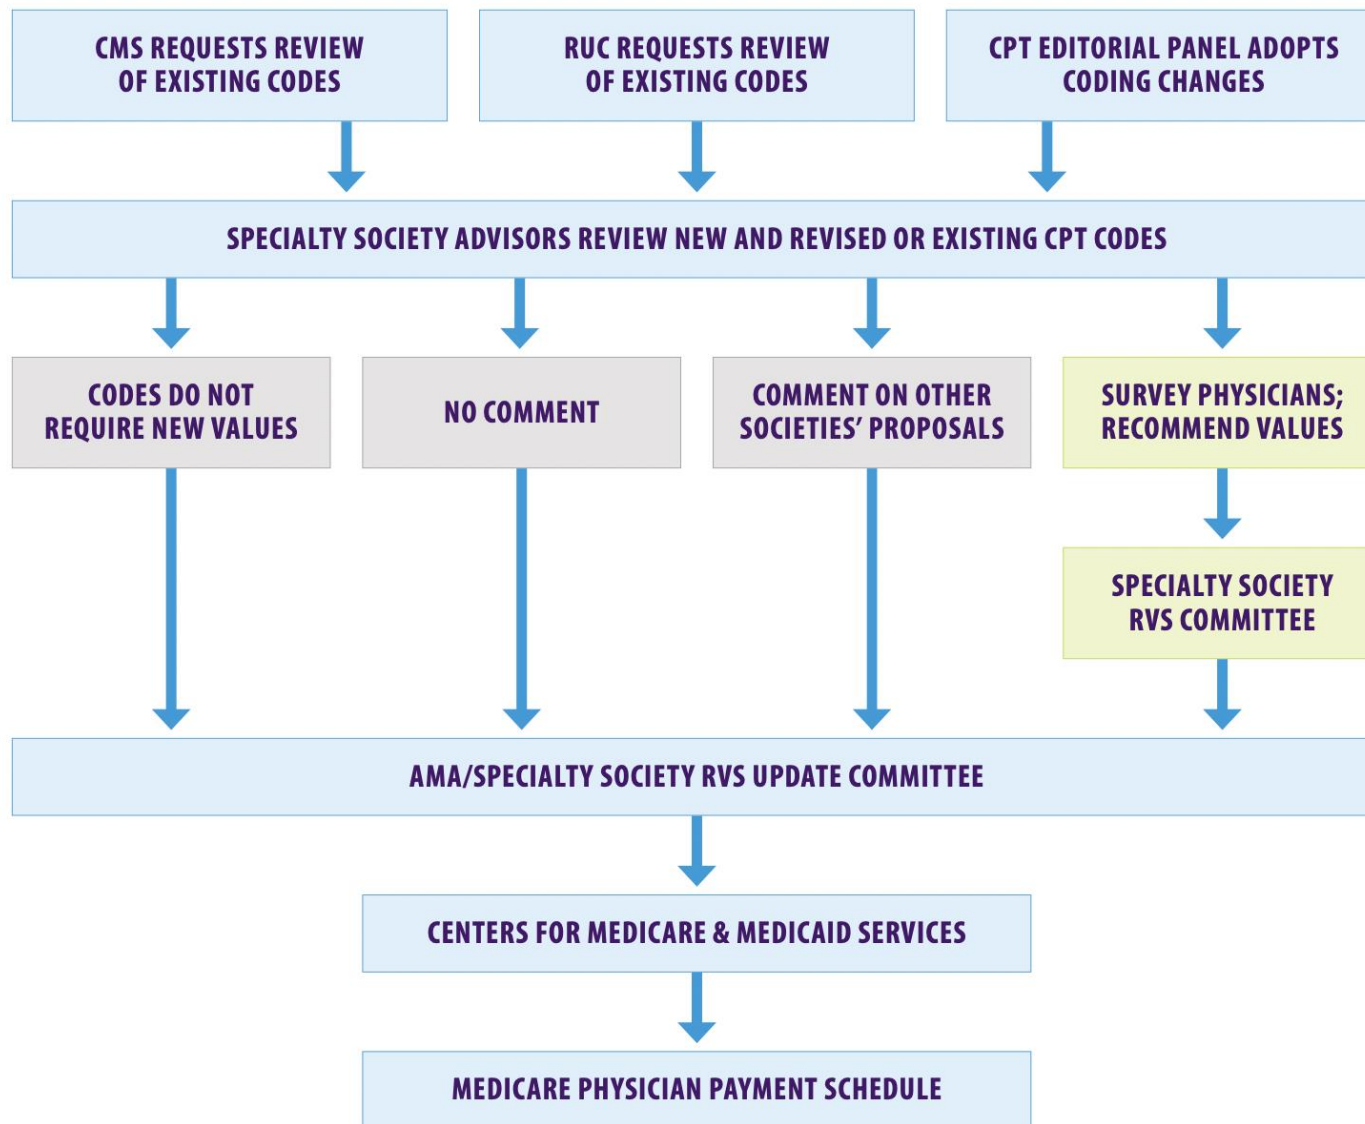 CMS REQUESTS REVIEW
OF EXISTING CODES
RUC REQUESTS REVIEW
OF EXISTING CODES
CPT EDITORIAL PANEL ADOPTS
CODING CHANGES
SPECIALTY SOCIETY ADVISORS REVIEW NEW AND REVISED OR EXISTING CPT CODES
CODES DO NOT
REQUIRE NEW VALUES
NO COMMENT
COMMENT ON OTHER
SOCIETIES’ PROPOSALS
SURVEY PHYSICIANS;
RECOMMEND VALUES
SPECIALTY SOCIETY
RVS COMMITTEE
AMA/SPECIALTY SOCIETY RVS UPDATE COMMITTEE
CENTERS FOR MEDICARE & MEDICAID SERVICES
MEDICARE PHYSICIAN PAYMENT SCHEDULE